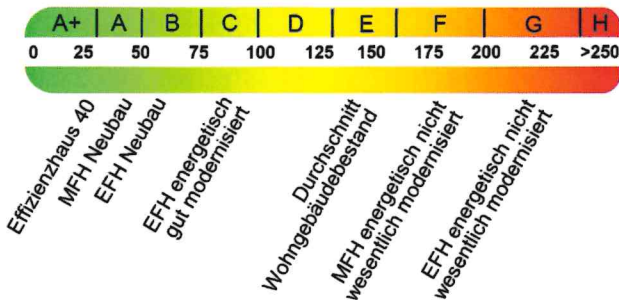 A+ A B C D E F G H
0 25 50 75 100 125 150 175 200 225 >250
Effizienzhaus 40
MFH Neubau
EFH Neubau
EFH energetisch
gut modernisiert
Durchschnitt
Wohngebäudebestand
MFH energetisch nicht
wesentlich modernisiert
EFH energetisch nicht
wesentlich modernisiert